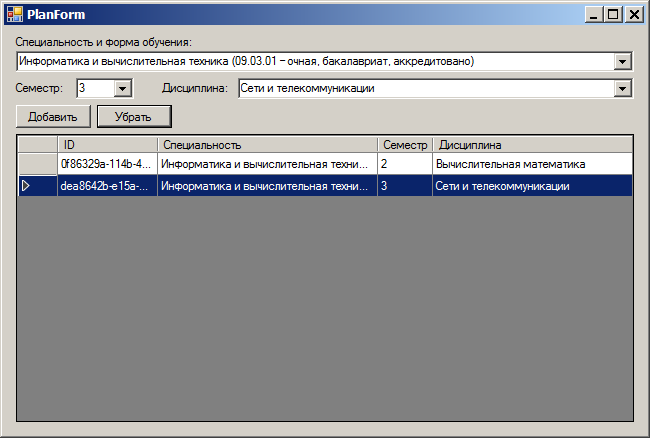 PlanForm
Специальность и форма обучения:
Информатика и вычислительная техника (09.03.01 – очная, бакалавриат, аккредитовано)
Семестр: 3 Дисциплина: Сети и телекоммуникации
Добавить Убрать
ID Специальность Семестр Дисциплина
0f86329a-114b-4... Информатика и вычислительная техни... 2 Вычислительная математика
dea8642b-e15a-... Информатика и вычислительная техни... 3 Сети и телекоммуникации